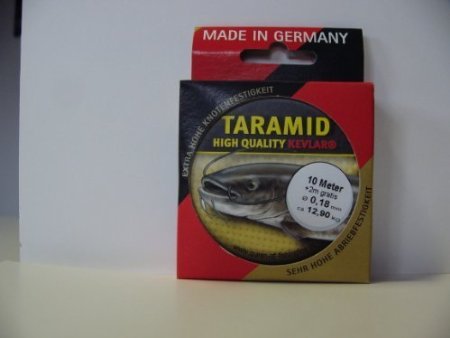 MADE IN GERMANY
EXTRA HOHE KNOTENFESTIGKEIT
TARAMID
HIGH QUALITY KEVLAR®
10 Meter
+2m gratis
Ø 0,18 mm
ca 12,90 KG
SEHR HOHE ABRIEBFESTIGKEIT